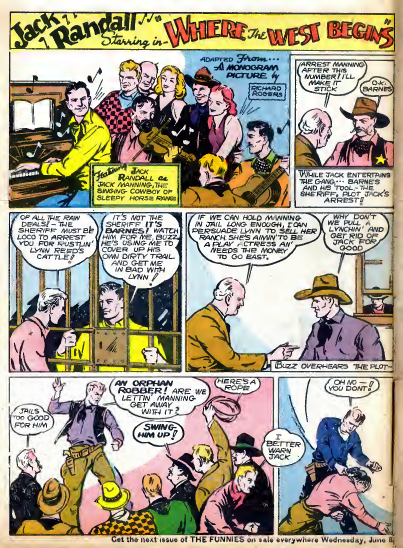 Jack Randall
Starring in - WHERE THE WEST BEGINS
ADAPTED From...
A MONOGRAM
PICTURE by
RICHARD
ROGERS
Featuring JACK
RANDALL as
JACK MANNING, THE
SINGING COWBOY OF
SLEEPY HORSE RANGE
ARREST MANNING
AFTER THIS
NUMBER! I'LL
MAKE IT
STICK
O.K.
BARNES
WHILE JACK ENTERTAINS
THE GANG... BARNES
AND HIS TOOL - THE
SHERIFF, PLOT JACK'S
ARREST!
OF ALL THE RAW
DEALS! - THE
SHERIFF MUST BE
LOCO TO ARREST
YOU FOR RUSTLIN'
LYNN REED'S
CATTLE!
IT'S NOT THE
SHERIFF. IT'S
BARNES! WATCH
HIM FOR ME, BUZZ.
HE'S USING ME TO
COVER UP HIS
OWN DIRTY TRAIL
AND GET ME
IN BAD WITH
LYNN!
IF WE CAN HOLD MANNING
IN JAIL LONG ENOUGH, I CAN
PERSUADE LYNN TO SELL HER
RANCH. SHE'S AIMIN' TO BE
A PLAY ACTRESS AN'
NEEDS THE MONEY
TO GO EAST.
WHY DON'T
WE PULL A
LYNCHIN' AND
GET RID OF
JACK FOR
GOOD
BUZZ OVERHEARS THE PLOT-
JAILS
TOO GOOD
FOR HIM
AN ORPHAN
ROBBER! ARE WE
LETTIN' MANNING
GET AWAY
WITH IT?
SWING
HIM UP!
HERE'S A
ROPE
I
BETTER
WARN
JACK
OH NO - !!
YOU DON'T!
Get the next issue of THE FUNNIES on sale everywhere Wednesday, June 8.